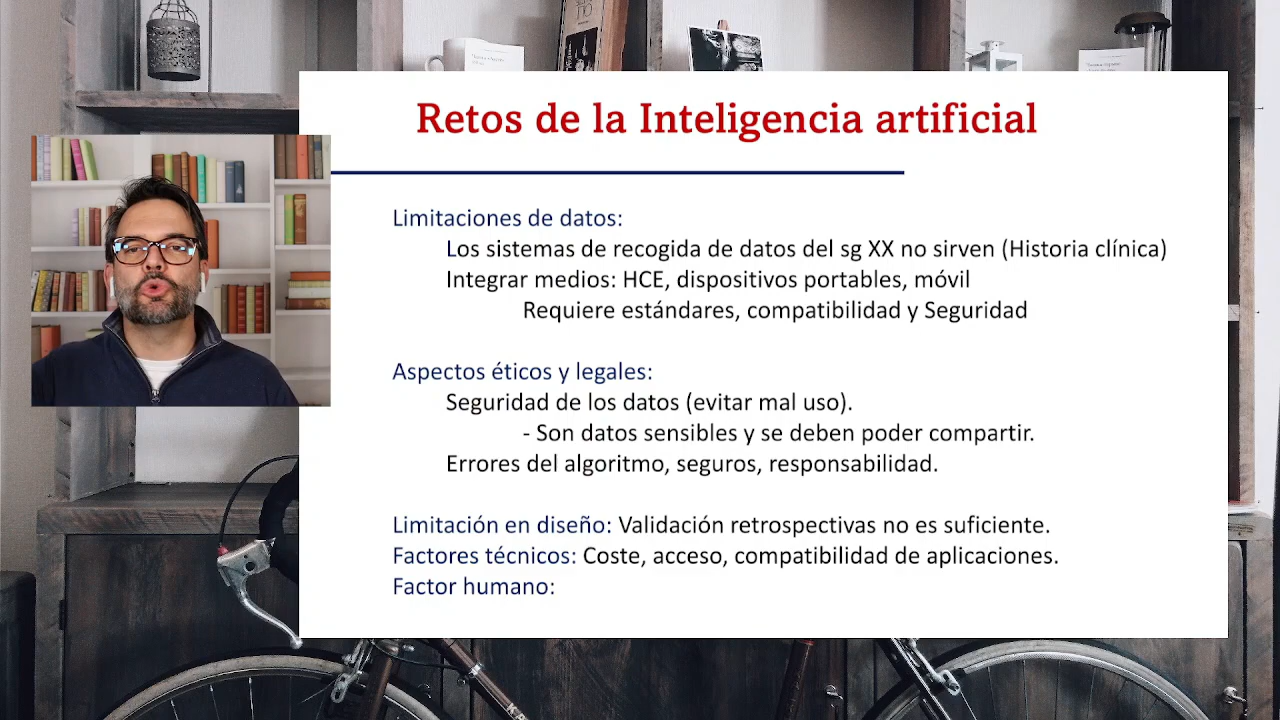 Retos de la Inteligencia artificial
Limitaciones de datos:
Los sistemas de recogida de datos del sg XX no sirven (Historia clínica)
Integrar medios: HCE, dispositivos portables, móvil
Requiere estándares, compatibilidad y Seguridad
Aspectos éticos y legales:
Seguridad de los datos (evitar mal uso).
- Son datos sensibles y se deben poder compartir.
Errores del algoritmo, seguros, responsabilidad.
Limitación en diseño: Validación retrospectivas no es suficiente.
Factores técnicos: Coste, acceso, compatibilidad de aplicaciones.
Factor humano: